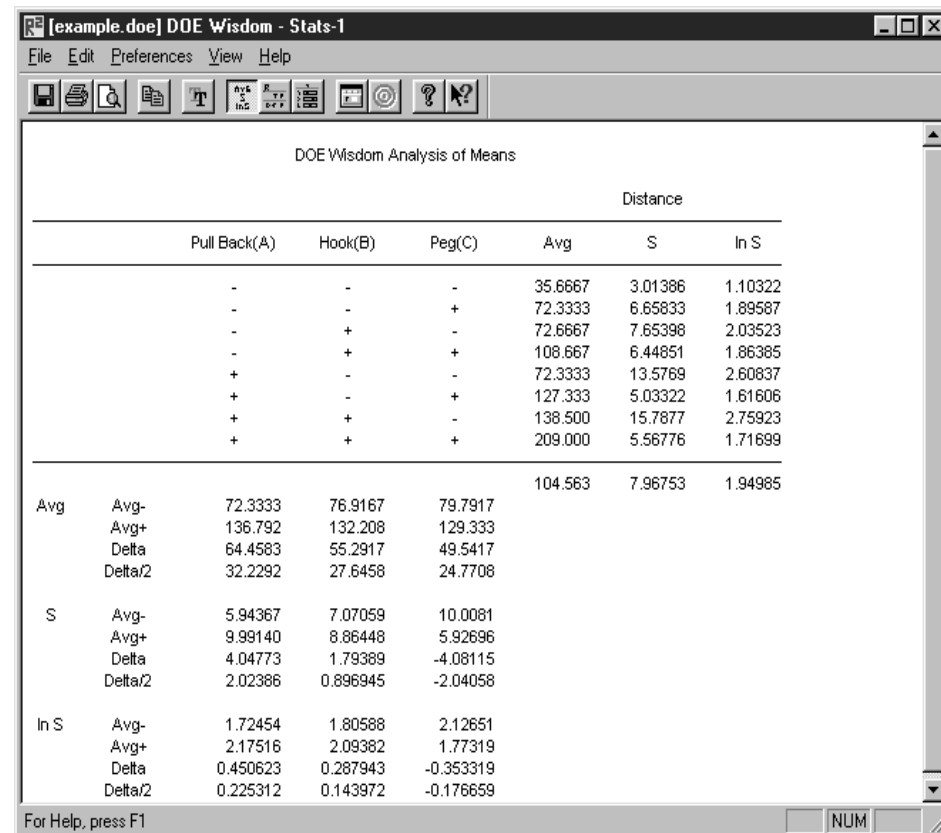 [example.doe] DOE Wisdom - Stats-1
File Edit Preferences View Help
DOE Wisdom Analysis of Means
Distance
Pull Back(A) Hook(B) Peg(C) Avg S ln S
- - - 35.6667 3.01386 1.10322
- - + 72.3333 6.65833 1.89587
- + - 72.6667 7.65398 2.03523
- + + 108.667 6.44851 1.86385
+ - - 72.3333 13.5769 2.60837
+ - + 127.333 5.03322 1.61606
+ + - 138.500 15.7877 2.75923
+ + + 209.000 5.56776 1.71699
104.563 7.96753 1.94985
Avg Avg- 72.3333 76.9167 79.7917
Avg+ 136.792 132.208 129.333
Delta 64.4583 55.2917 49.5417
Delta/2 32.2292 27.6458 24.7708
S Avg- 5.94367 7.07059 10.0081
Avg+ 9.99140 8.86448 5.92696
Delta 4.04773 1.79389 -4.08115
Delta/2 2.02386 0.896945 -2.04058
ln S Avg- 1.72454 1.80588 2.12651
Avg+ 2.17516 2.09382 1.77319
Delta 0.450623 0.287943 -0.353319
Delta/2 0.225312 0.143972 -0.176659
For Help, press F1 NUM